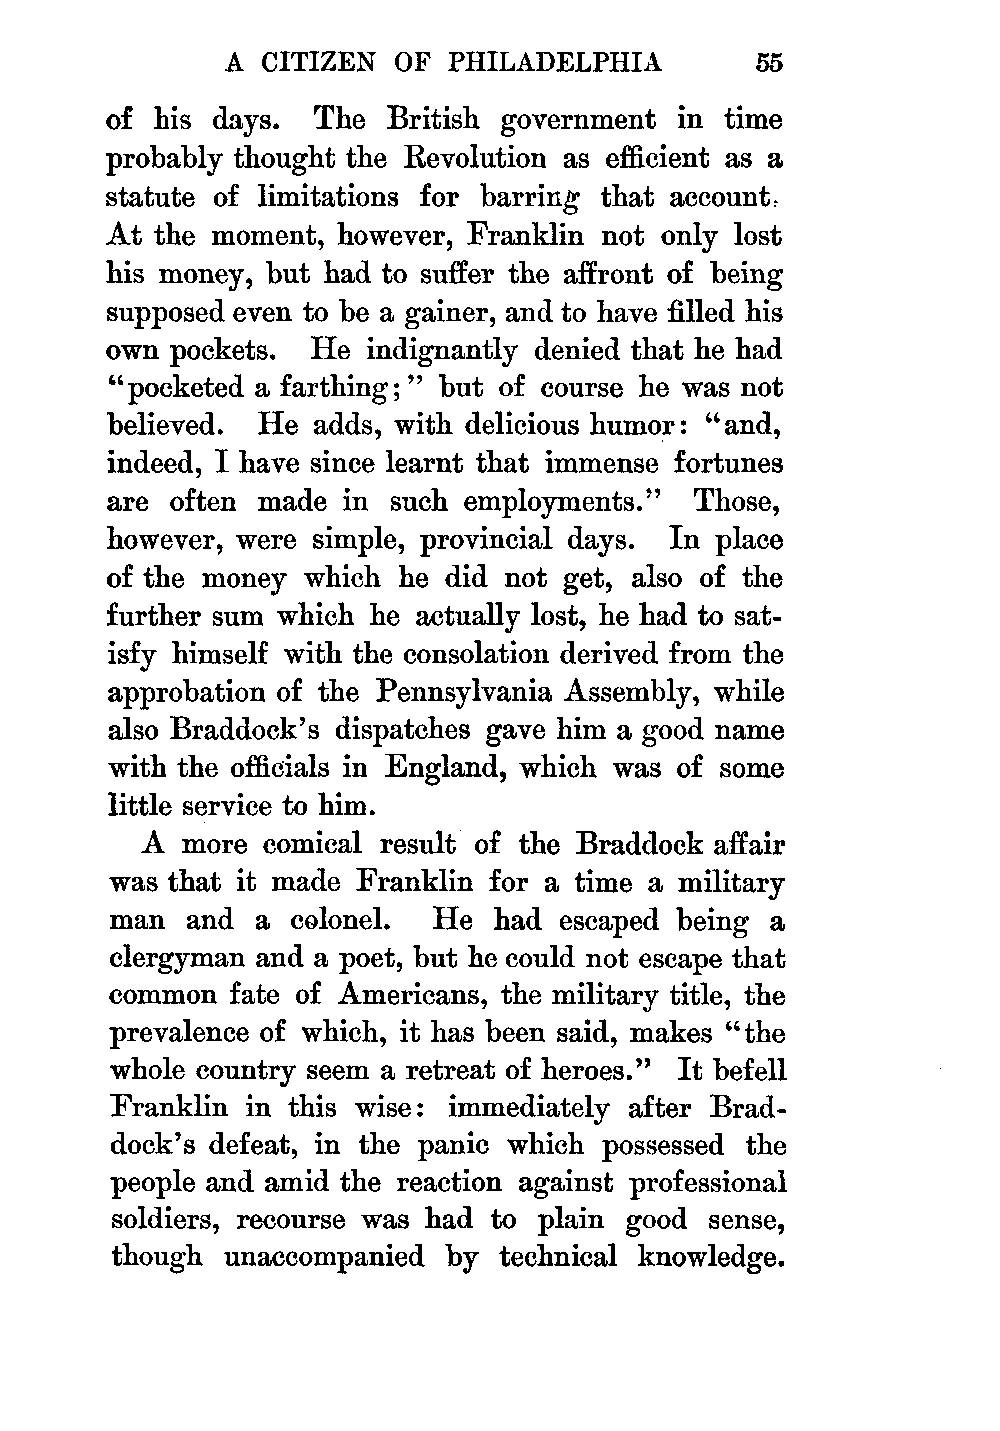 A CITIZEN OF PHILADELPHIA 55
of his days. The British government in time
probably thought the Revolution as efficient as a
statute of limitations for barring that account.
At the moment, however, Franklin not only lost
his money, but had to suffer the affront of being
supposed even to be a gainer, and to have filled his
own pockets. He indignantly denied that he had
“pocketed a farthing;” but of course he was not
believed. He adds, with delicious humor: “and,
indeed, I have since learnt that immense fortunes
are often made in such employments.” Those,
however, were simple, provincial days. In place
of the money which he did not get, also of the
further sum which he actually lost, he had to sat-
isfy himself with the consolation derived from the
approbation of the Pennsylvania Assembly, while
also Braddock’s dispatches gave him a good name
with the officials in England, which was of some
little service to him.
A more comical result of the Braddock affair
was that it made Franklin for a time a military
man and a colonel. He had escaped being a
clergyman and a poet, but he could not escape that
common fate of Americans, the military title, the
prevalence of which, it has been said, makes “the
whole country seem a retreat of heroes.” It befell
Franklin in this wise: immediately after Brad-
dock’s defeat, in the panic which possessed the
people and amid the reaction against professional
soldiers, recourse was had to plain good sense,
though unaccompanied by technical knowledge.